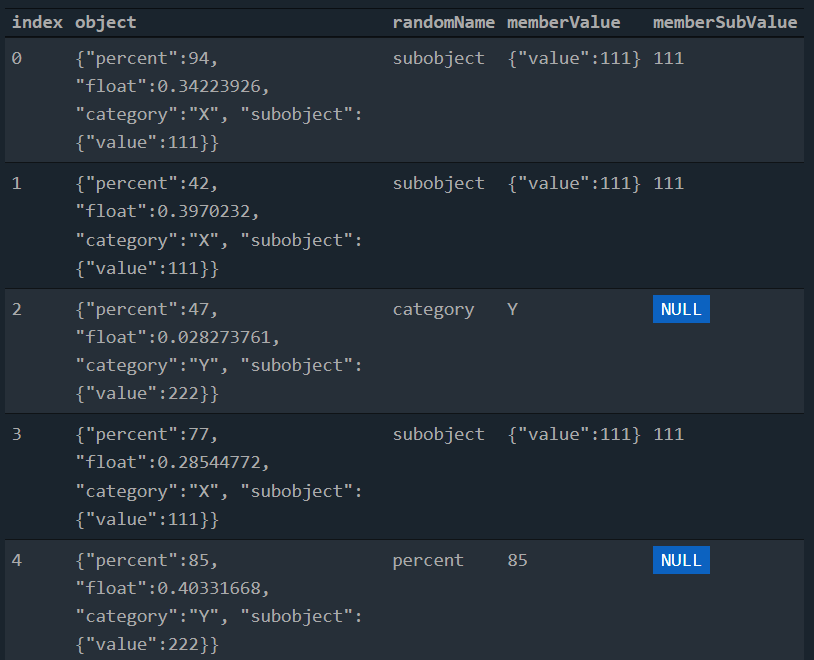 index object randomName memberValue memberSubValue
0 {"percent":94, subobject {"value":111} 111
"float":0.34223926,
"category":"X", "subobject":
{"value":111}}
1 {"percent":42, subobject {"value":111} 111
"float":0.3970232,
"category":"X", "subobject":
{"value":111}}
2 {"percent":47, category Y NULL
"float":0.028273761,
"category":"Y", "subobject":
{"value":222}}
3 {"percent":77, subobject {"value":111} 111
"float":0.28544772,
"category":"X", "subobject":
{"value":111}}
4 {"percent":85, percent 85 NULL
"float":0.40331668,
"category":"Y", "subobject":
{"value":222}}